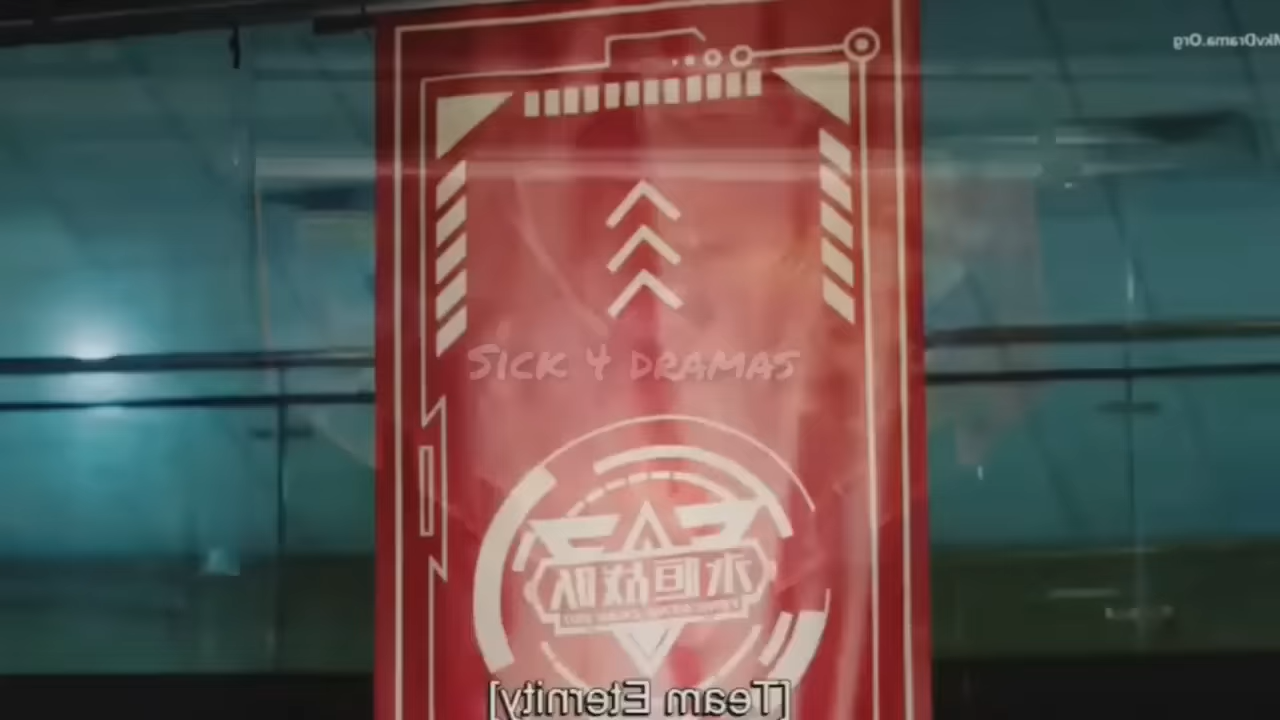 MkvDrama.Org
Sick 4 dramas
永恒战队
[Team Eternity]